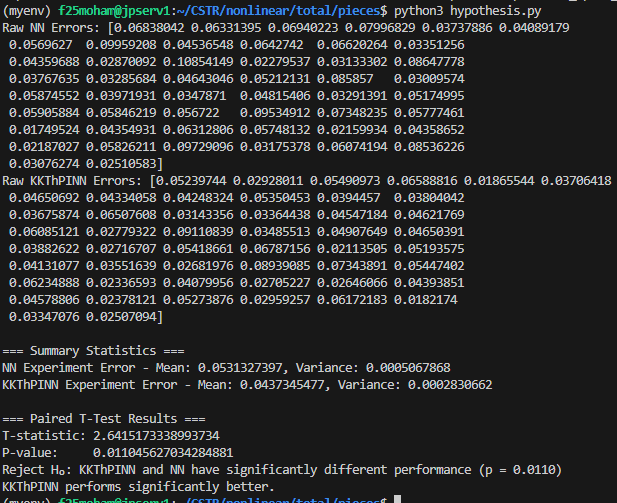 (myenv) f25moham@jpserv1:~/CSTR/nonlinear/total/pieces$ python3 hypothesis.py
Raw NN Errors: [0.06838042 0.06331395 0.06940223 0.07996829 0.03737886 0.04089179
0.0569627 0.09959208 0.04536548 0.0642742 0.06620264 0.03351256
0.04359688 0.02870092 0.10854149 0.02279537 0.03133302 0.08647778
0.03767635 0.03285684 0.04643046 0.05212131 0.085857 0.03009574
0.05874552 0.03971931 0.0347871 0.04815406 0.03291391 0.05174995
0.05905884 0.05846219 0.056722 0.09534912 0.07348235 0.05777461
0.01749524 0.04354931 0.06312806 0.05748132 0.02159934 0.04358652
0.02187027 0.05826211 0.09729096 0.03175378 0.06074194 0.08536226
0.03076274 0.02510583]
Raw KKThPINN Errors: [0.05239744 0.02928011 0.05490973 0.06588816 0.01865544 0.03706418
0.04650692 0.04334058 0.04248324 0.05350453 0.0394457 0.03804042
0.03675874 0.06507608 0.03143356 0.03364438 0.04547184 0.04621769
0.06085121 0.02779322 0.09110839 0.03485513 0.04907649 0.04650391
0.03882622 0.02716707 0.05418661 0.06787156 0.02113505 0.05193575
0.04131077 0.03551639 0.02681976 0.08939085 0.07343891 0.05447402
0.06234888 0.02336593 0.04079956 0.02705227 0.02646066 0.04393851
0.04578806 0.02378121 0.05273876 0.02959257 0.06172183 0.0182174
0.03347076 0.02507094]
=== Summary Statistics ===
NN Experiment Error - Mean: 0.0531327397, Variance: 0.0005067868
KKThPINN Experiment Error - Mean: 0.0437345477, Variance: 0.0002830662
=== Paired T-Test Results ===
T-statistic: 2.6415173338993734
P-value: 0.011045627034284881
Reject H₀: KKThPINN and NN have significantly different performance (p = 0.0110)
KKThPINN performs significantly better.
(myenv) f25moham@jpserv1:~/CSTR/nonlinear/total/pieces$